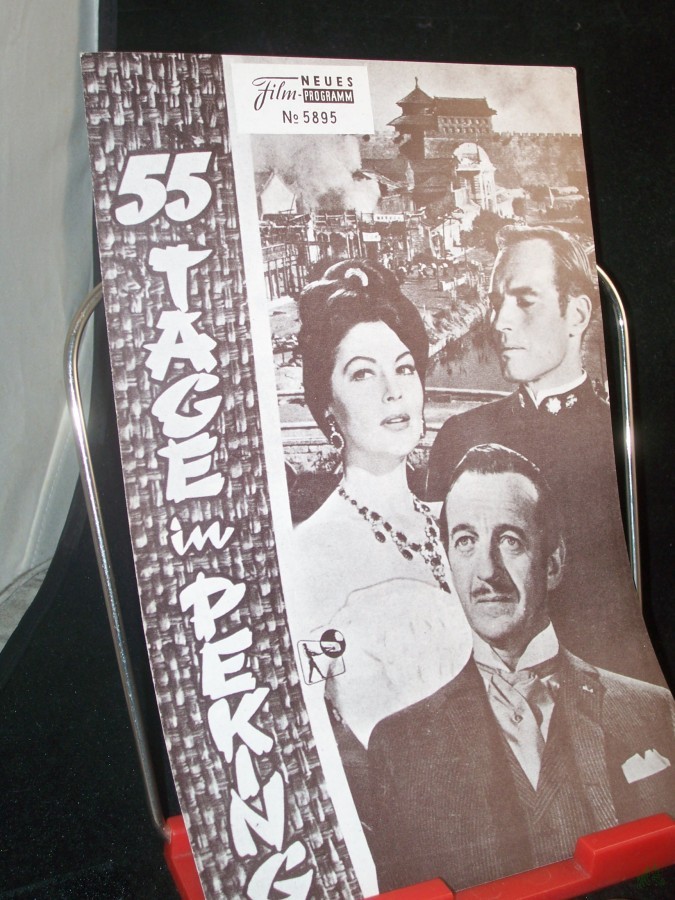 NEUES
Film-PROGRAMM
No 5895
55
TAGE
in
PEKING